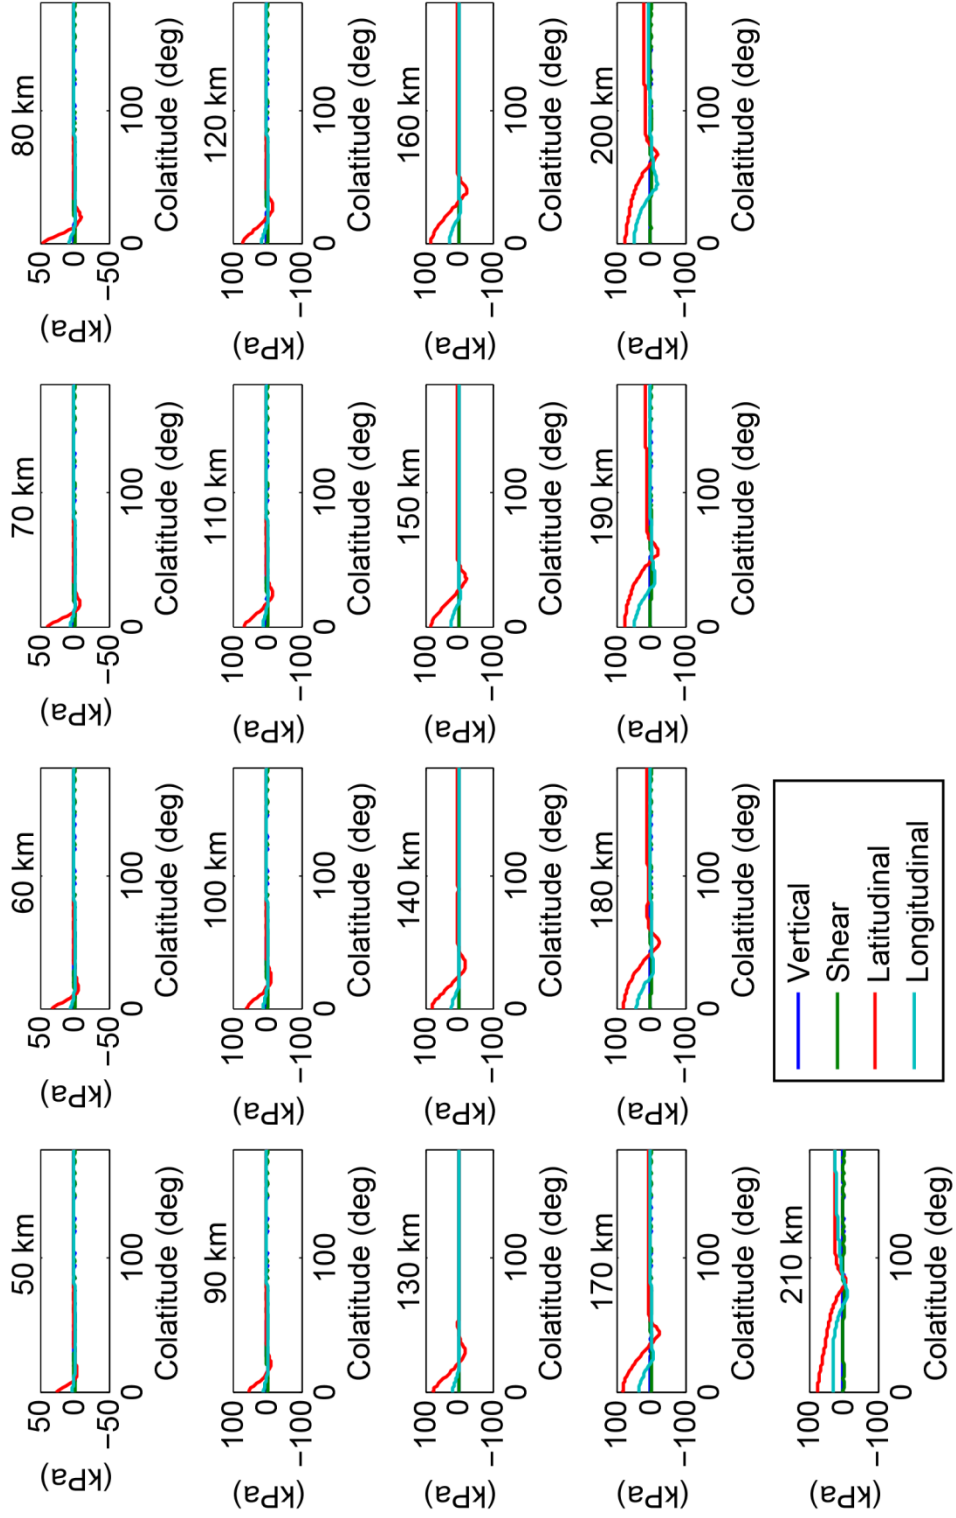 50 km
(kPa)
50
0
−50
0
100
Colatitude (deg)
60 km
(kPa)
50
0
−50
0
100
Colatitude (deg)
70 km
(kPa)
50
0
−50
0
100
Colatitude (deg)
80 km
(kPa)
50
0
−50
0
100
Colatitude (deg)
90 km
(kPa)
100
0
−100
0
100
Colatitude (deg)
100 km
(kPa)
100
0
−100
0
100
Colatitude (deg)
110 km
(kPa)
100
0
−100
0
100
Colatitude (deg)
120 km
(kPa)
100
0
−100
0
100
Colatitude (deg)
130 km
(kPa)
100
0
−100
0
100
Colatitude (deg)
140 km
(kPa)
100
0
−100
0
100
Colatitude (deg)
150 km
(kPa)
100
0
−100
0
100
Colatitude (deg)
160 km
(kPa)
100
0
−100
0
100
Colatitude (deg)
170 km
(kPa)
100
0
−100
0
100
Colatitude (deg)
180 km
(kPa)
100
0
−100
0
100
Colatitude (deg)
190 km
(kPa)
100
0
−100
0
100
Colatitude (deg)
200 km
(kPa)
100
0
−100
0
100
Colatitude (deg)
210 km
(kPa)
100
0
−100
0
100
Colatitude (deg)
Vertical
Shear
Latitudinal
Longitudinal